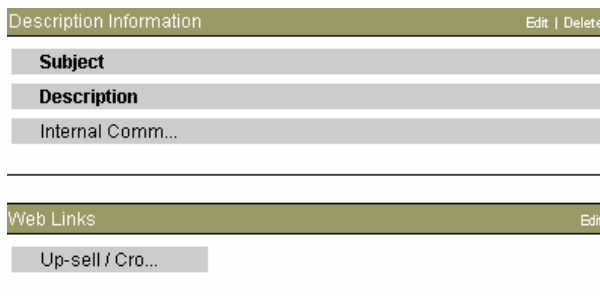 Description Information Edit | Delete
Subject
Description
Internal Comm...
Web Links Edit
Up-sell / Cro...